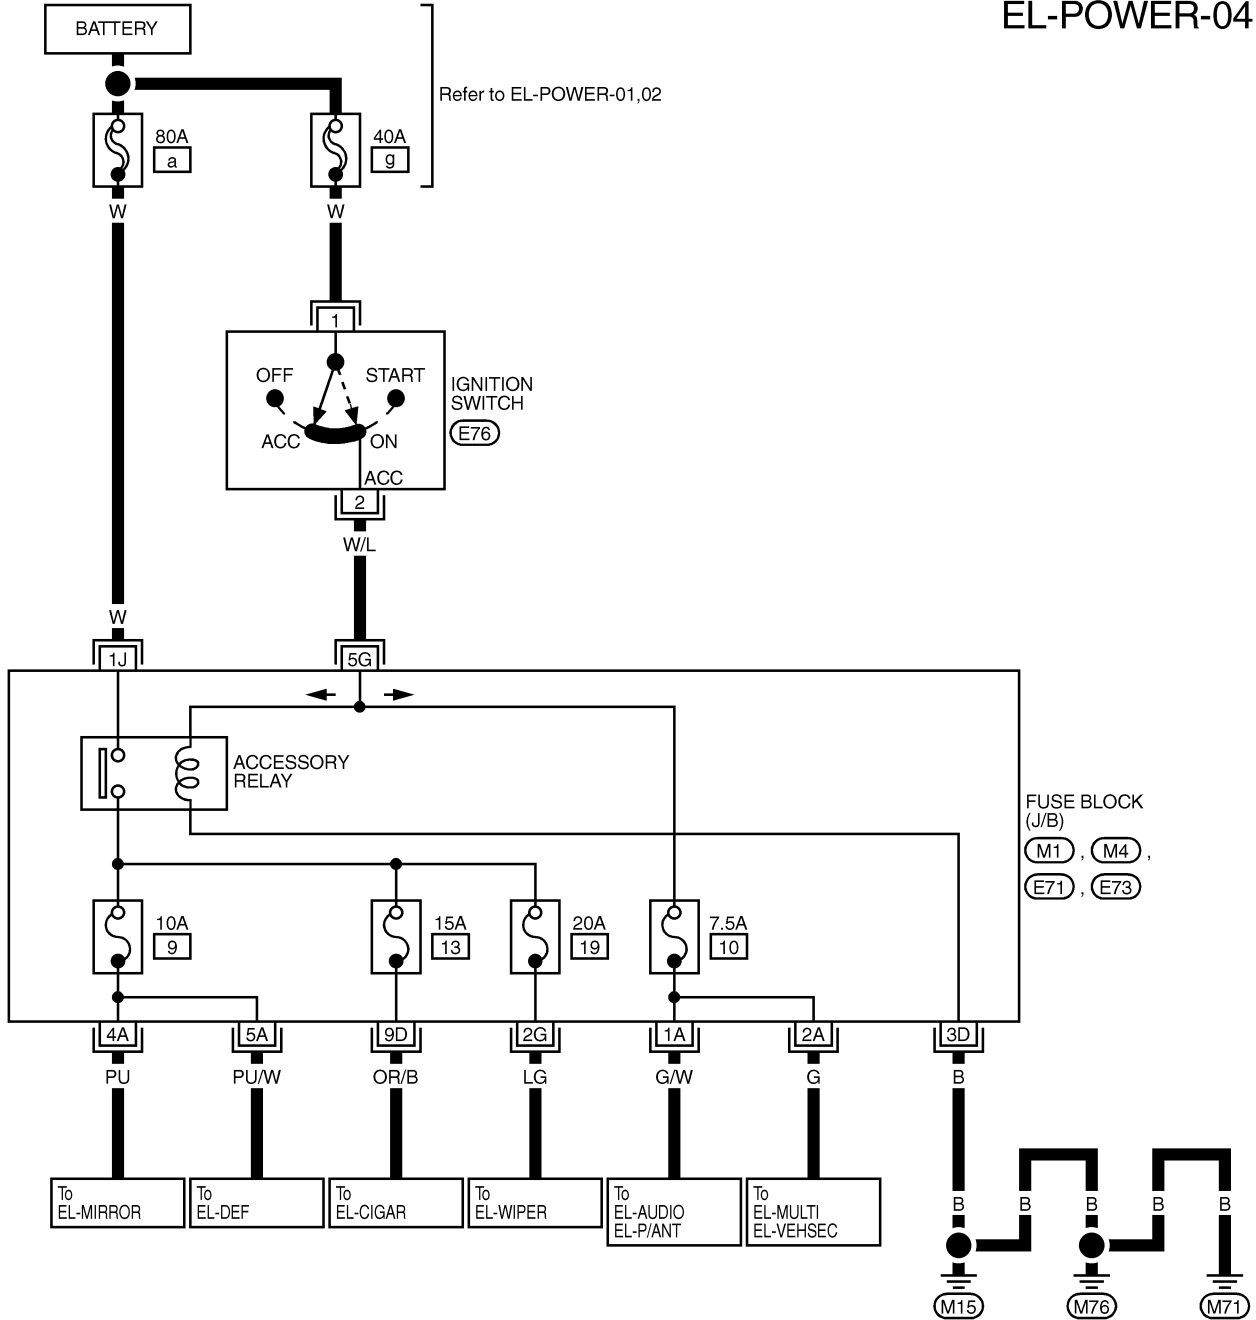 EL-POWER-04
BATTERY
Refer to EL-POWER-01,02
80A
a
40A
g
W
W
1
OFF
START
ACC
ON
ACC
IGNITION
SWITCH
E76
2
W/L
W
1J
5G
ACCESSORY
RELAY
FUSE BLOCK
(J/B)
M1 , M4 ,
E71 , E73
10A
9
15A
13
20A
19
7.5A
10
4A
5A
9D
2G
1A
2A
3D
PU
PU/W
OR/B
LG
G/W
G
B
To
EL-MIRROR
To
EL-DEF
To
EL-CIGAR
To
EL-WIPER
To
EL-AUDIO
EL-P/ANT
To
EL-MULTI
EL-VEHSEC
B
B
B
B
B
M15
M76
M71